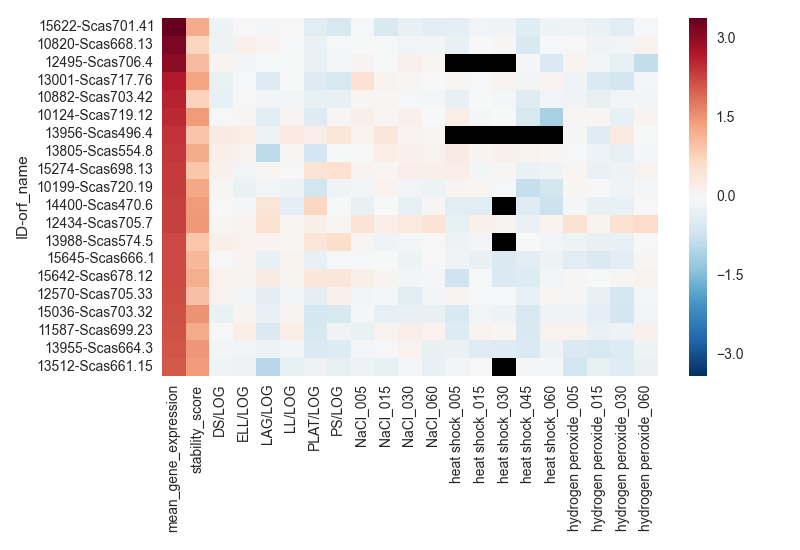 ID-orf_name
15622-Scas701.41
10820-Scas668.13
12495-Scas706.4
13001-Scas717.76
10882-Scas703.42
10124-Scas719.12
13956-Scas496.4
13805-Scas554.8
15274-Scas698.13
10199-Scas720.19
14400-Scas470.6
12434-Scas705.7
13988-Scas574.5
15645-Scas666.1
15642-Scas678.12
12570-Scas705.33
15036-Scas703.32
11587-Scas699.23
13955-Scas664.3
13512-Scas661.15
mean_gene_expression
stability_score
DS/LOG
ELL/LOG
LAG/LOG
LL/LOG
PLAT/LOG
PS/LOG
NaCl_005
NaCl_015
NaCl_030
NaCl_060
heat shock_005
heat shock_015
heat shock_030
heat shock_045
heat shock_060
hydrogen peroxide_005
hydrogen peroxide_015
hydrogen peroxide_030
hydrogen peroxide_060
3.0
1.5
0.0
−1.5
−3.0